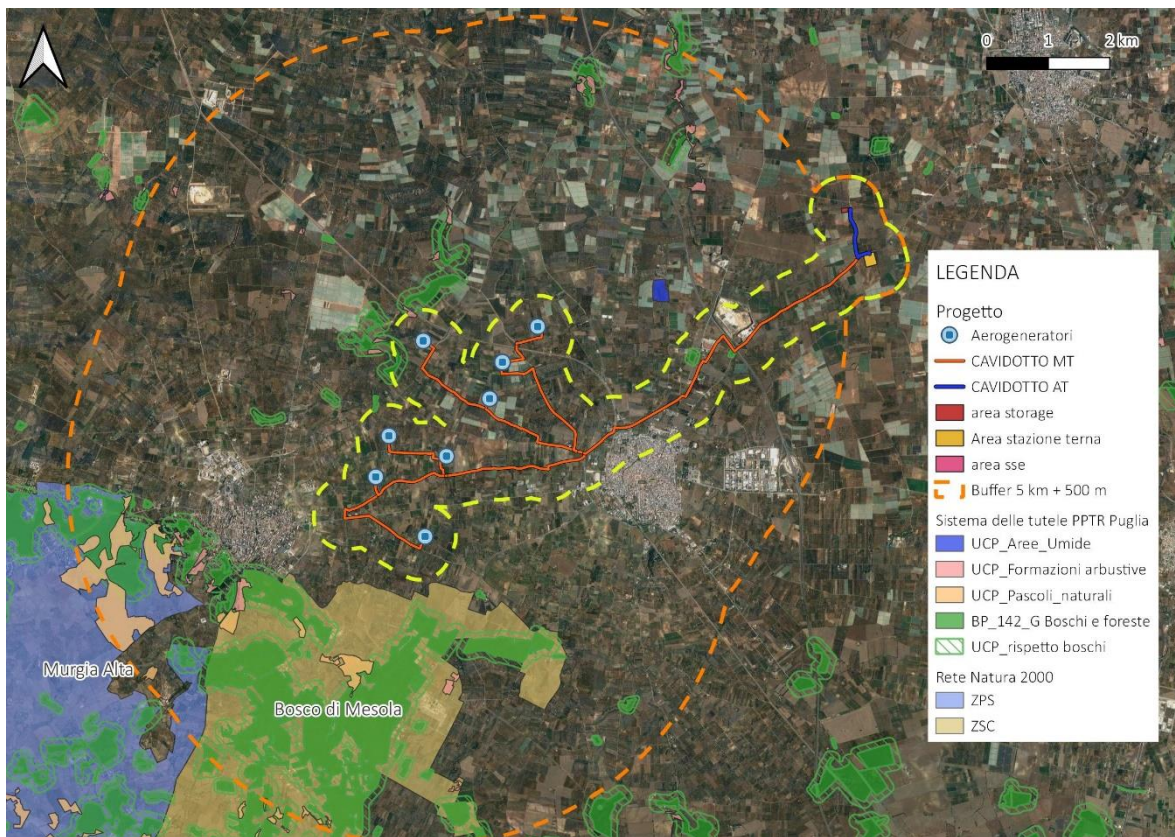 0 1 2 km
LEGENDA
Progetto
Aerogeneratori
CAVIDOTTO MT
CAVIDOTTO AT
area storage
Area stazione terna
area sse
Buffer 5 km + 500 m
Sistema delle tutele PPTR Puglia
UCP_Aree_Umide
UCP_Formazioni arbustive
UCP_Pascoli_naturali
BP_142_G Boschi e foreste
UCP_rispetto boschi
Rete Natura 2000
ZPS
ZSC
Murgia Alta
Bosco di Mesola